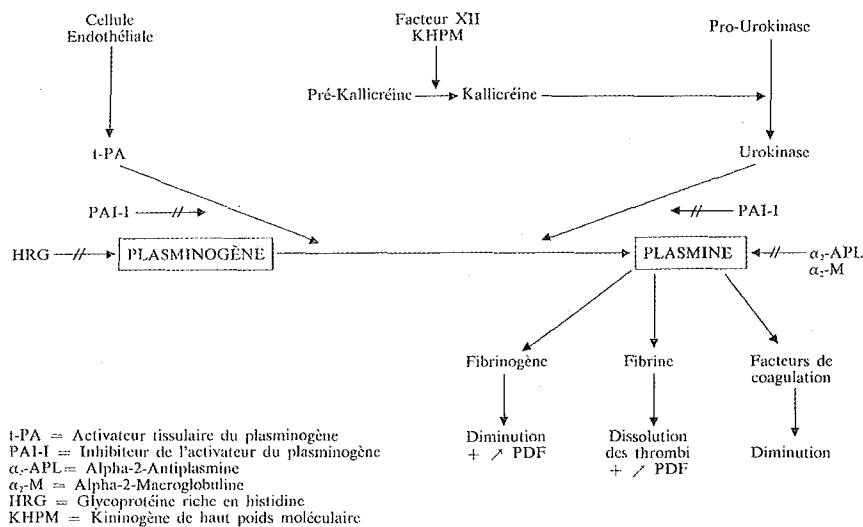 Cellule
Endothéliale
Facteur XII
KHPM
Pro-Urokinase
Pré-Kallicréine
Kallicréine
t-PA
Urokinase
PAI-I
PAI-I
HRG
PLASMINOGÈNE
PLASMINE
α₂-APL
α₂-M
Fibrinogène
Fibrine
Facteurs de
coagulation
Diminution
+ ↗ PDF
Dissolution
des thrombi
+ ↗ PDF
Diminution
t-PA = Activateur tissulaire du plasminogène
PAI-I = Inhibiteur de l'activateur du plasminogène
α₂-APL = Alpha-2-Antiplasmine
α₂-M = Alpha-2-Macroglobuline
HRG = Glycoprotéine riche en histidine
KHPM = Kininogène de haut poids moléculaire